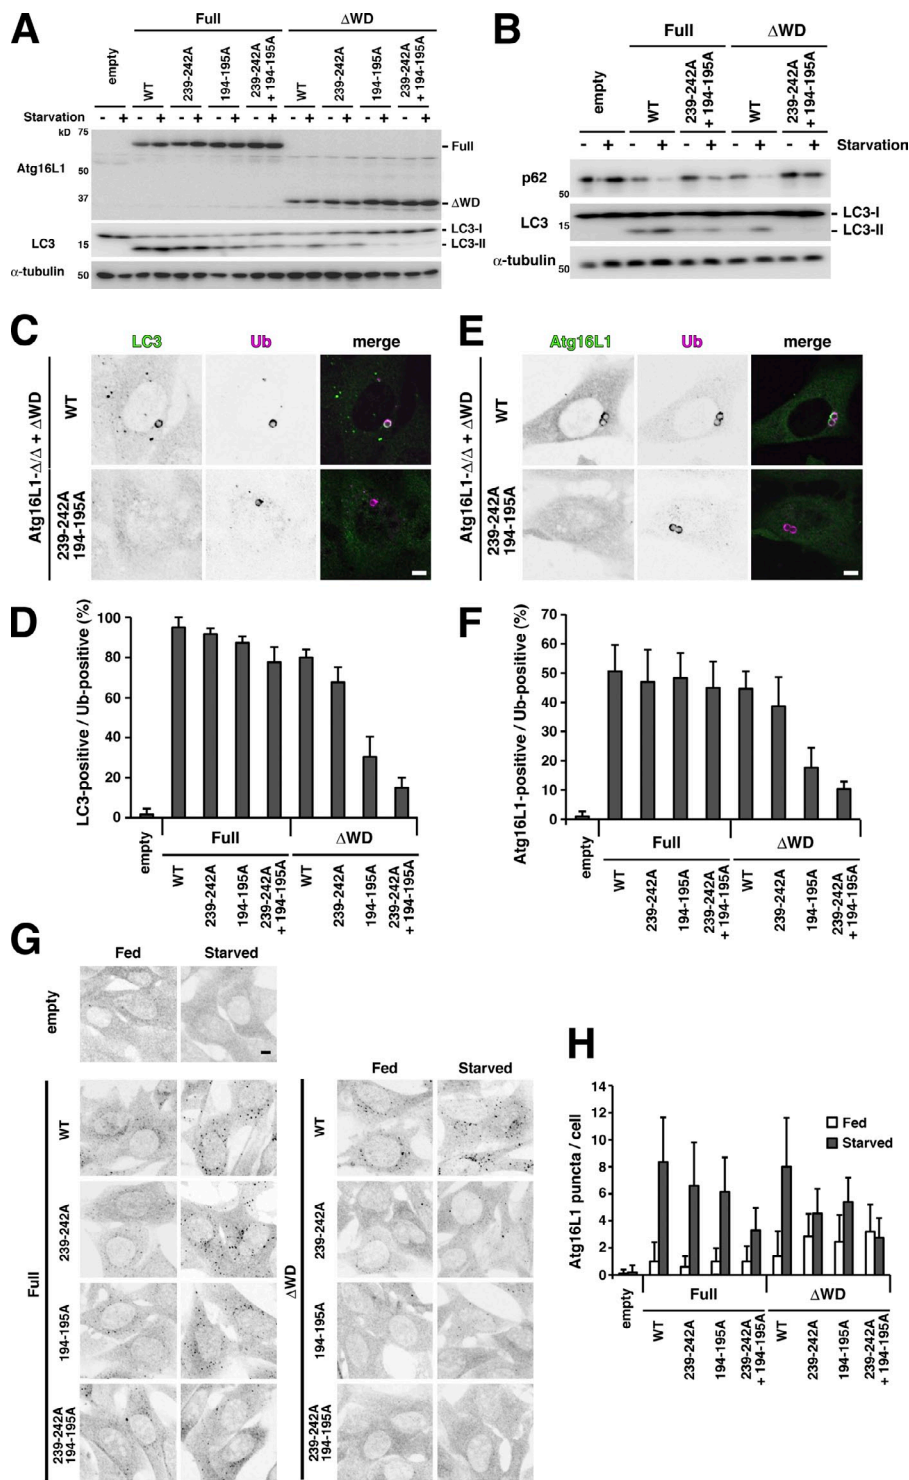 A
Full
ΔWD
empty
WT
239-242A
194-195A
239-242A
+ 194-195A
WT
239-242A
194-195A
239-242A
+ 194-195A
Starvation - + - + - + - + - + - + - + - + - +
kD
75
Atg16L1
50
37
Full
ΔWD
LC3
15
LC3-I
LC3-II
α-tubulin
50
B
Full
ΔWD
empty
WT
239-242A
+ 194-195A
WT
239-242A
+ 194-195A
- + - + - + - + - + Starvation
p62
50
LC3
15
LC3-I
LC3-II
α-tubulin
50
C
LC3 Ub merge
Atg16L1-Δ/Δ + ΔWD
WT
239-242A
194-195A
E
Atg16L1 Ub merge
Atg16L1-Δ/Δ + ΔWD
WT
239-242A
194-195A
D
LC3-positive / Ub-positive (%)
100
80
60
40
20
0
empty
Full
ΔWD
WT
239-242A
194-195A
239-242A
+ 194-195A
WT
239-242A
194-195A
239-242A
+ 194-195A
F
Atg16L1-positive / Ub-positive (%)
70
60
50
40
30
20
10
0
empty
Full
ΔWD
WT
239-242A
194-195A
239-242A
+ 194-195A
WT
239-242A
194-195A
239-242A
+ 194-195A
G
Fed Starved
empty
Full
WT
239-242A
194-195A
239-242A
194-195A
Fed Starved
ΔWD
WT
239-242A
194-195A
239-242A
194-195A
H
Atg16L1 puncta / cell
14
12
10
8
6
4
2
0
Fed
Starved
empty
Full
ΔWD
WT
239-242A
194-195A
239-242A
+ 194-195A
WT
239-242A
194-195A
239-242A
+ 194-195A